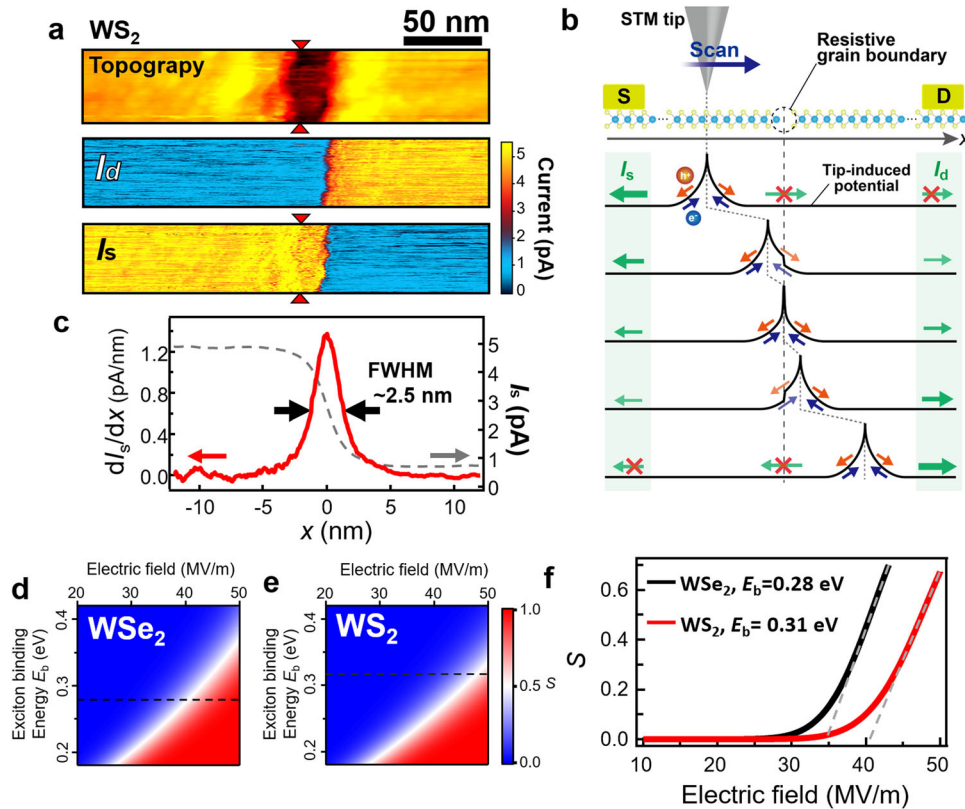 a
WS2
50 nm
Topograpy
Id
Is
Current (pA)
5
4
3
2
1
0
b
STM tip
Scan
Resistive
grain boundary
S
D
x
Is
Id
h+
e-
Tip-induced
potential
c
dIs/dx (pA/nm)
1.2
0.8
0.4
0.0
FWHM
~2.5 nm
5
4
3
2
1
0
Is (pA)
-10
-5
0
5
10
x (nm)
d
Electric field (MV/m)
20
30
40
50
WSe2
Exciton binding
Energy Eb (eV)
0.4
0.3
0.2
e
Electric field (MV/m)
20
30
40
50
WS2
Exciton binding
Energy Eb (eV)
0.4
0.3
0.2
1.0
0.5
0.0
S
f
WSe2, Eb=0.28 eV
WS2, Eb= 0.31 eV
S
0.6
0.4
0.2
0.0
10
20
30
40
50
Electric field (MV/m)